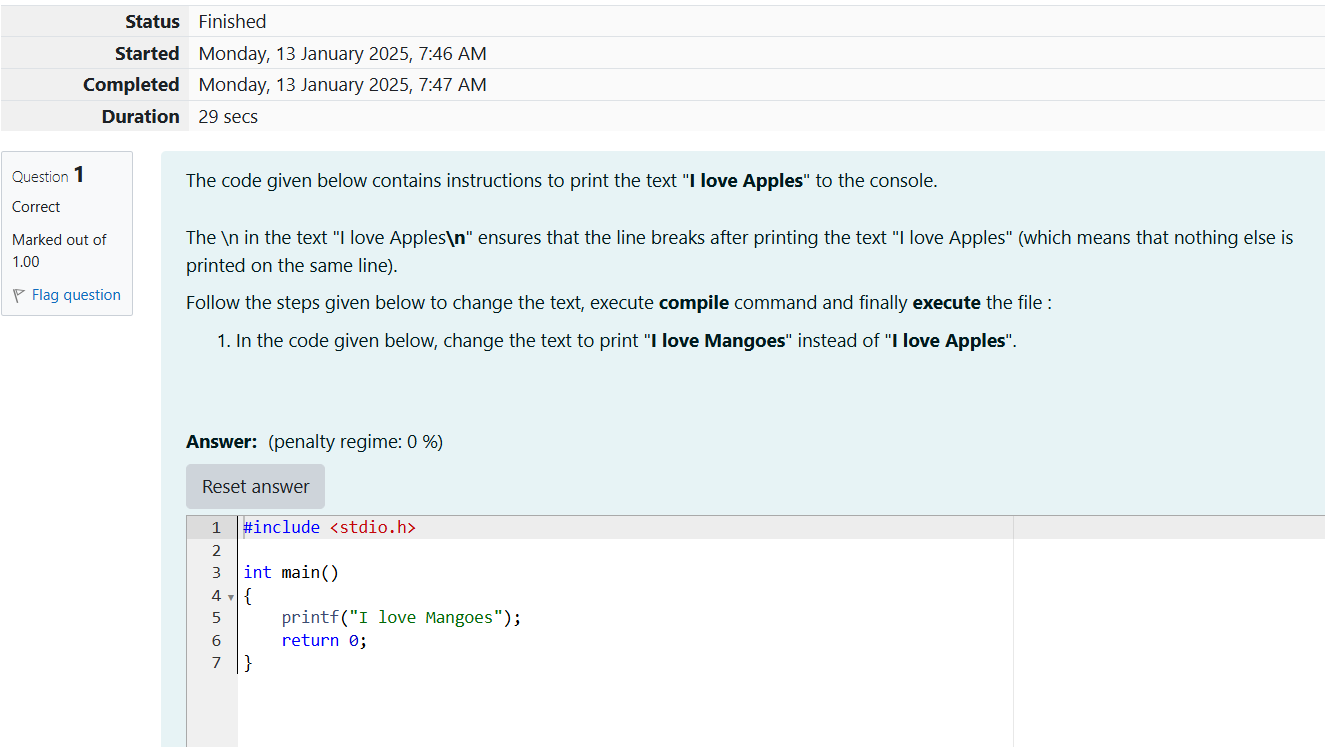 Status Finished
Started Monday, 13 January 2025, 7:46 AM
Completed Monday, 13 January 2025, 7:47 AM
Duration 29 secs
Question 1
Correct
Marked out of
1.00
Flag question
The code given below contains instructions to print the text "I love Apples" to the console.
The \n in the text "I love Apples\n" ensures that the line breaks after printing the text "I love Apples" (which means that nothing else is
printed on the same line).
Follow the steps given below to change the text, execute compile command and finally execute the file :
1. In the code given below, change the text to print "I love Mangoes" instead of "I love Apples".
Answer: (penalty regime: 0 %)
Reset answer
1 #include <stdio.h>
2
3 int main()
4 {
5     printf("I love Mangoes");
6     return 0;
7 }